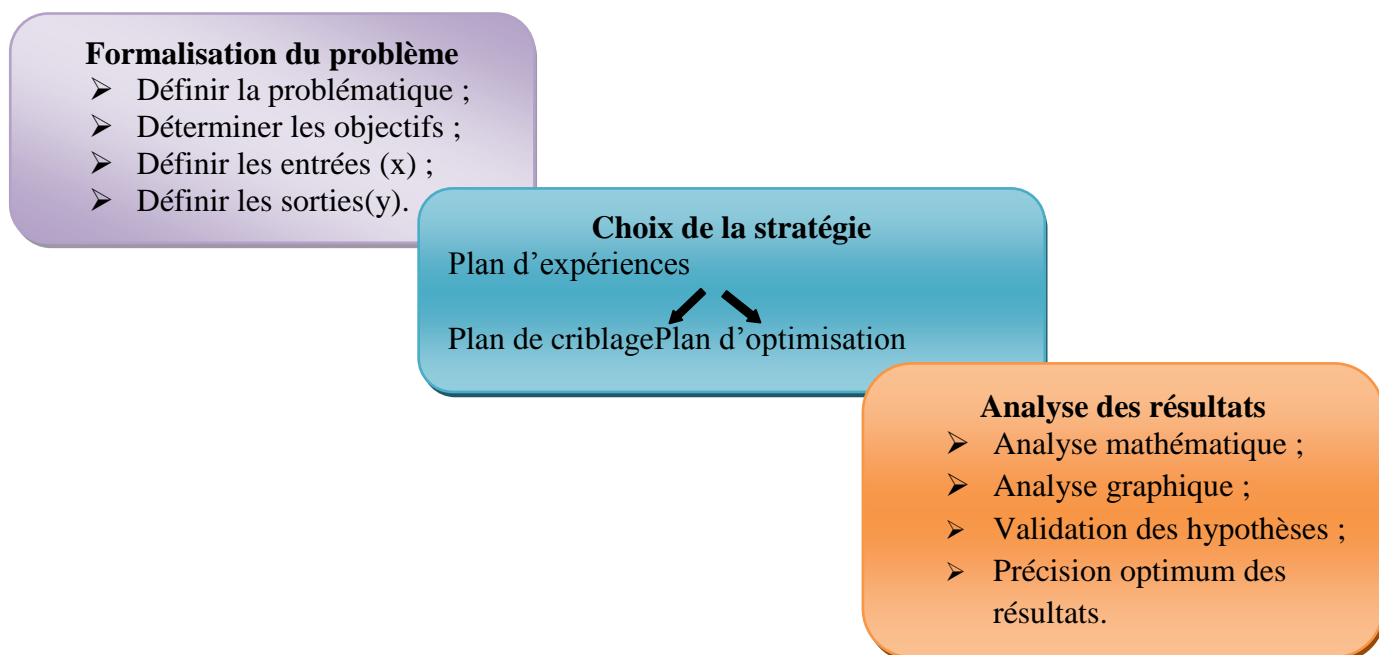 Formalisation du problème
➢ Définir la problématique ;
➢ Déterminer les objectifs ;
➢ Définir les entrées (x) ;
➢ Définir les sorties(y).
Choix de la stratégie
Plan d’expériences
Plan de criblagePlan d’optimisation
Analyse des résultats
➢ Analyse mathématique ;
➢ Analyse graphique ;
➢ Validation des hypothèses ;
➢ Précision optimum des
résultats.